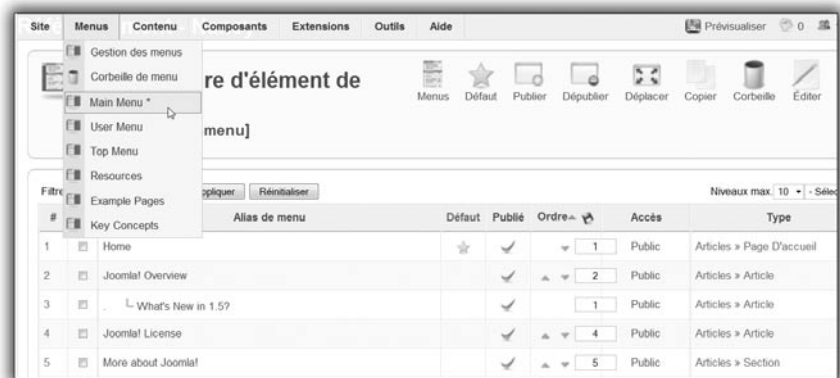 Site Menus Contenu Composants Extensions Outils Aide Prévisualiser 0
Gestion des menus
Corbeille de menu
Main Menu *
User Menu
Top Menu
Resources
Example Pages
Key Concepts
re d'élément de
menu]
Menus Défaut Publier Dépublier Déplacer Copier Corbeille Éditer
Filtre Appliquer Réinitialiser Niveaux max. 10 - Sélec
# Alias de menu Défaut Publié Ordre Accès Type
1 Home 1 Public Articles » Page D'accueil
2 Joomla! Overview 2 Public Articles » Article
3 . What's New in 1.5? 1 Public Articles » Article
4 Joomla! License 4 Public Articles » Article
5 More about Joomla! 5 Public Articles » Section